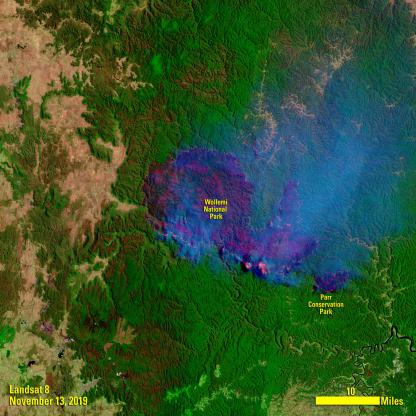 Wollemi
National
Park
Parr
Conservation
Park
Landsat 8
November 13, 2019
10
Miles